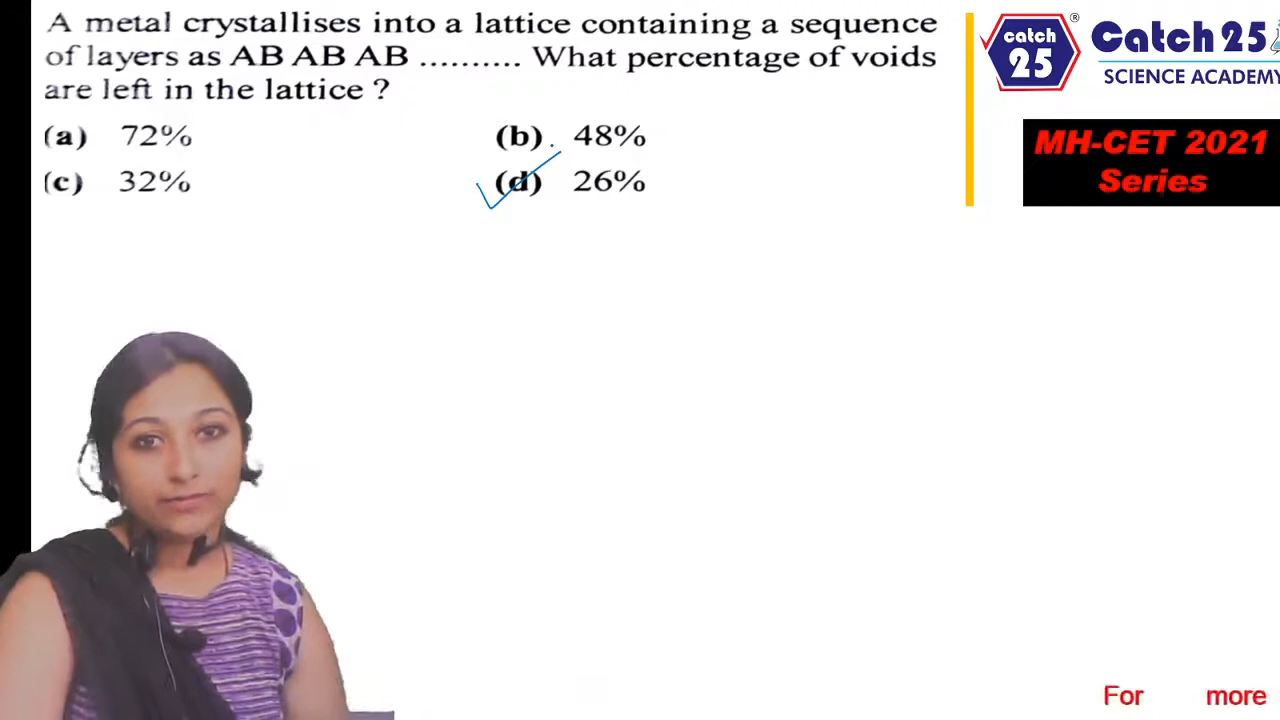 A metal crystallises into a lattice containing a sequence
of layers as AB AB AB .......... What percentage of voids
are left in the lattice ?
(a) 72%
(b) . 48%
(c) 32%
(d) 26%
catch
25
®
Catch 25
SCIENCE ACADEMY
MH-CET 2021
Series
For more